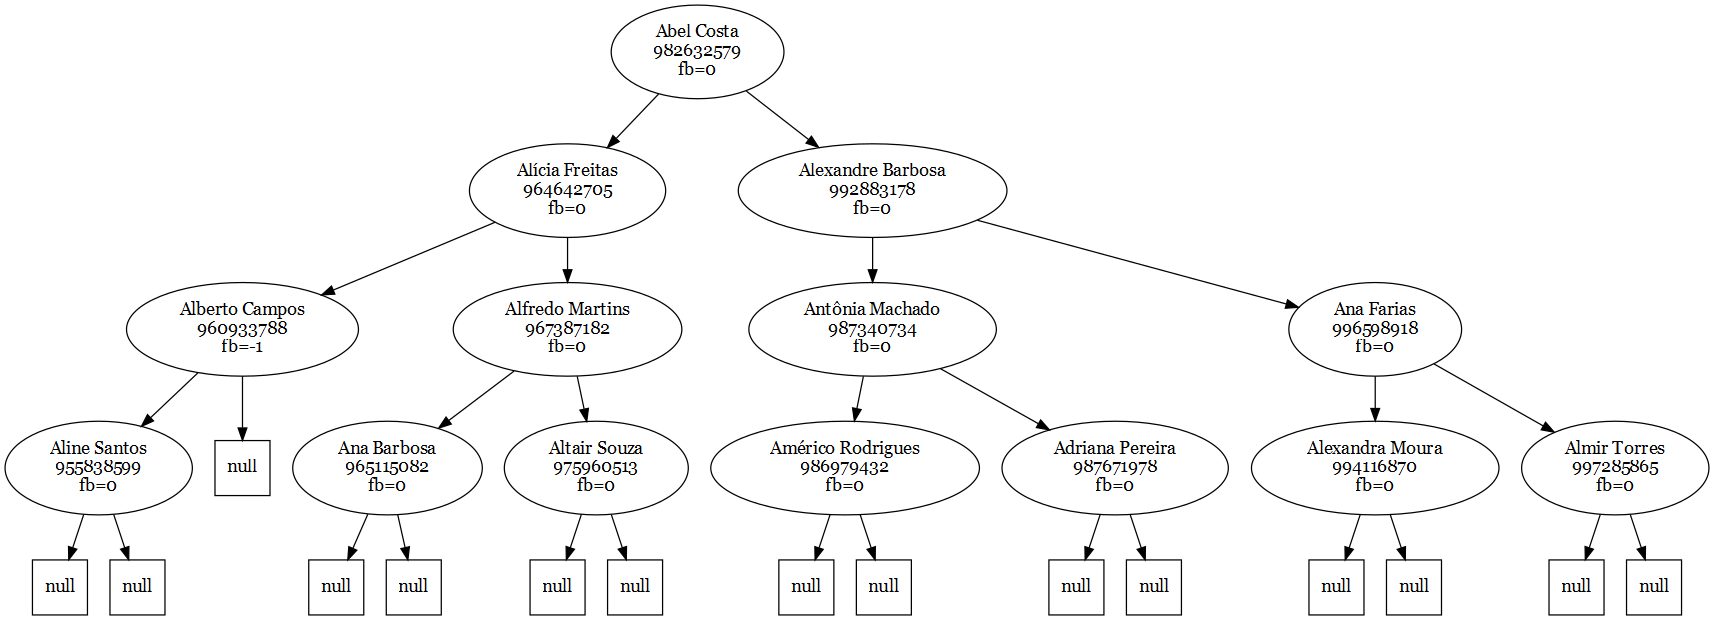 Abel Costa
982632579
fb=0
Alícia Freitas
964642705
fb=0
Alexandre Barbosa
992883178
fb=0
Alberto Campos
960933788
fb=-1
Alfredo Martins
967387182
fb=0
Antônia Machado
987340734
fb=0
Ana Farias
996598918
fb=0
Aline Santos
955838599
fb=0
null
Ana Barbosa
965115082
fb=0
Altair Souza
975960513
fb=0
Américo Rodrigues
986979432
fb=0
Adriana Pereira
987671978
fb=0
Alexandra Moura
994116870
fb=0
Almir Torres
997285865
fb=0
null
null
null
null
null
null
null
null
null
null
null
null
null
null